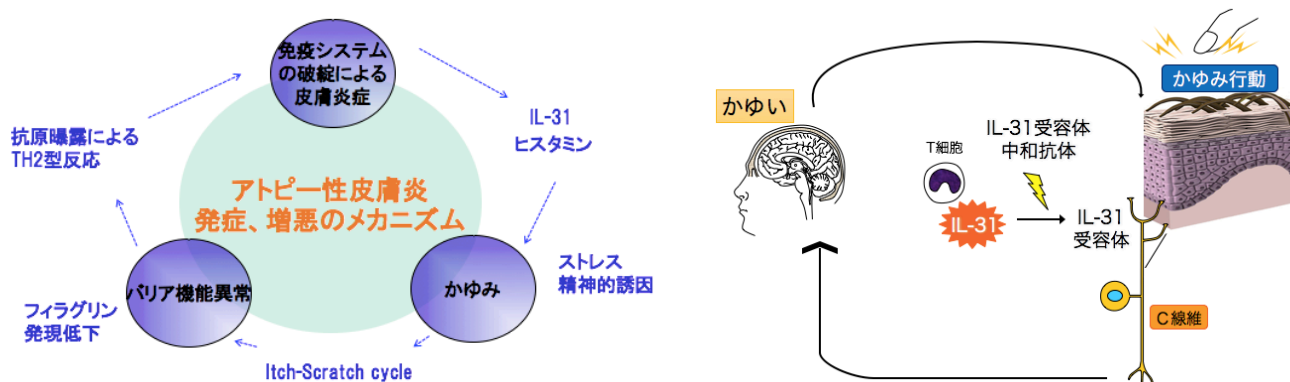 免疫システム
の破綻による
皮膚炎症
抗原曝露による
TH2型反応
IL-31
ヒスタミン
アトピー性皮膚炎
発症、増悪のメカニズム
バリア機能異常
かゆみ
ストレス
精神的誘因
フィラグリン
発現低下
Itch-Scratch cycle
かゆい
かゆみ行動
T細胞
IL-31受容体
中和抗体
IL-31
IL-31
受容体
C線維